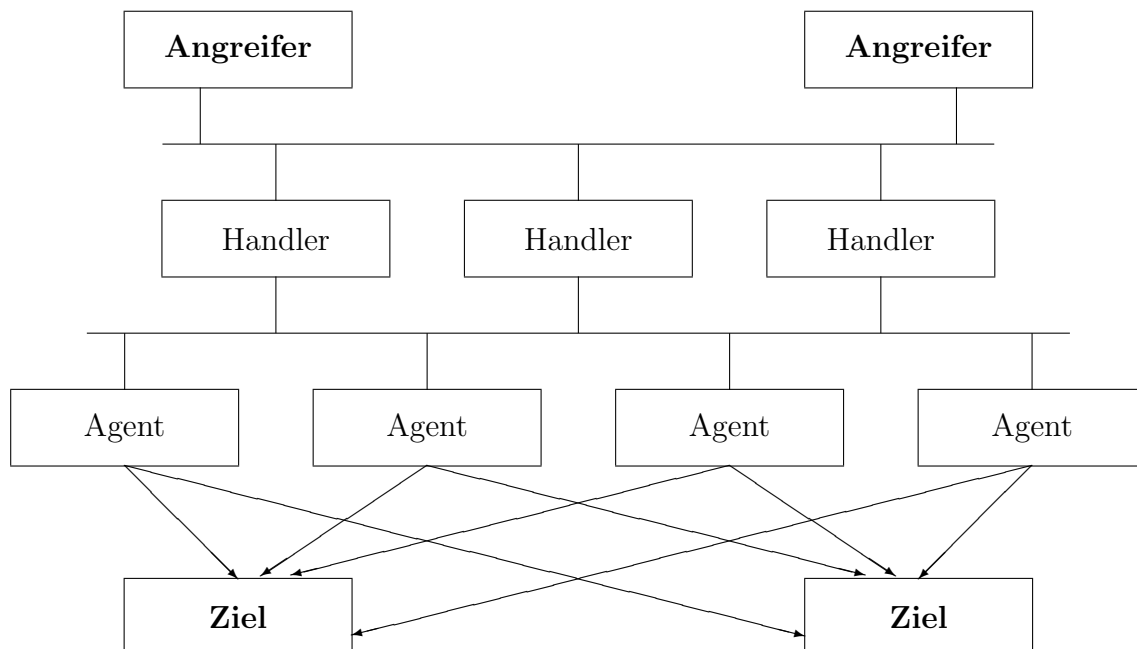 Angreifer
Angreifer
Handler
Handler
Handler
Agent
Agent
Agent
Agent
Ziel
Ziel